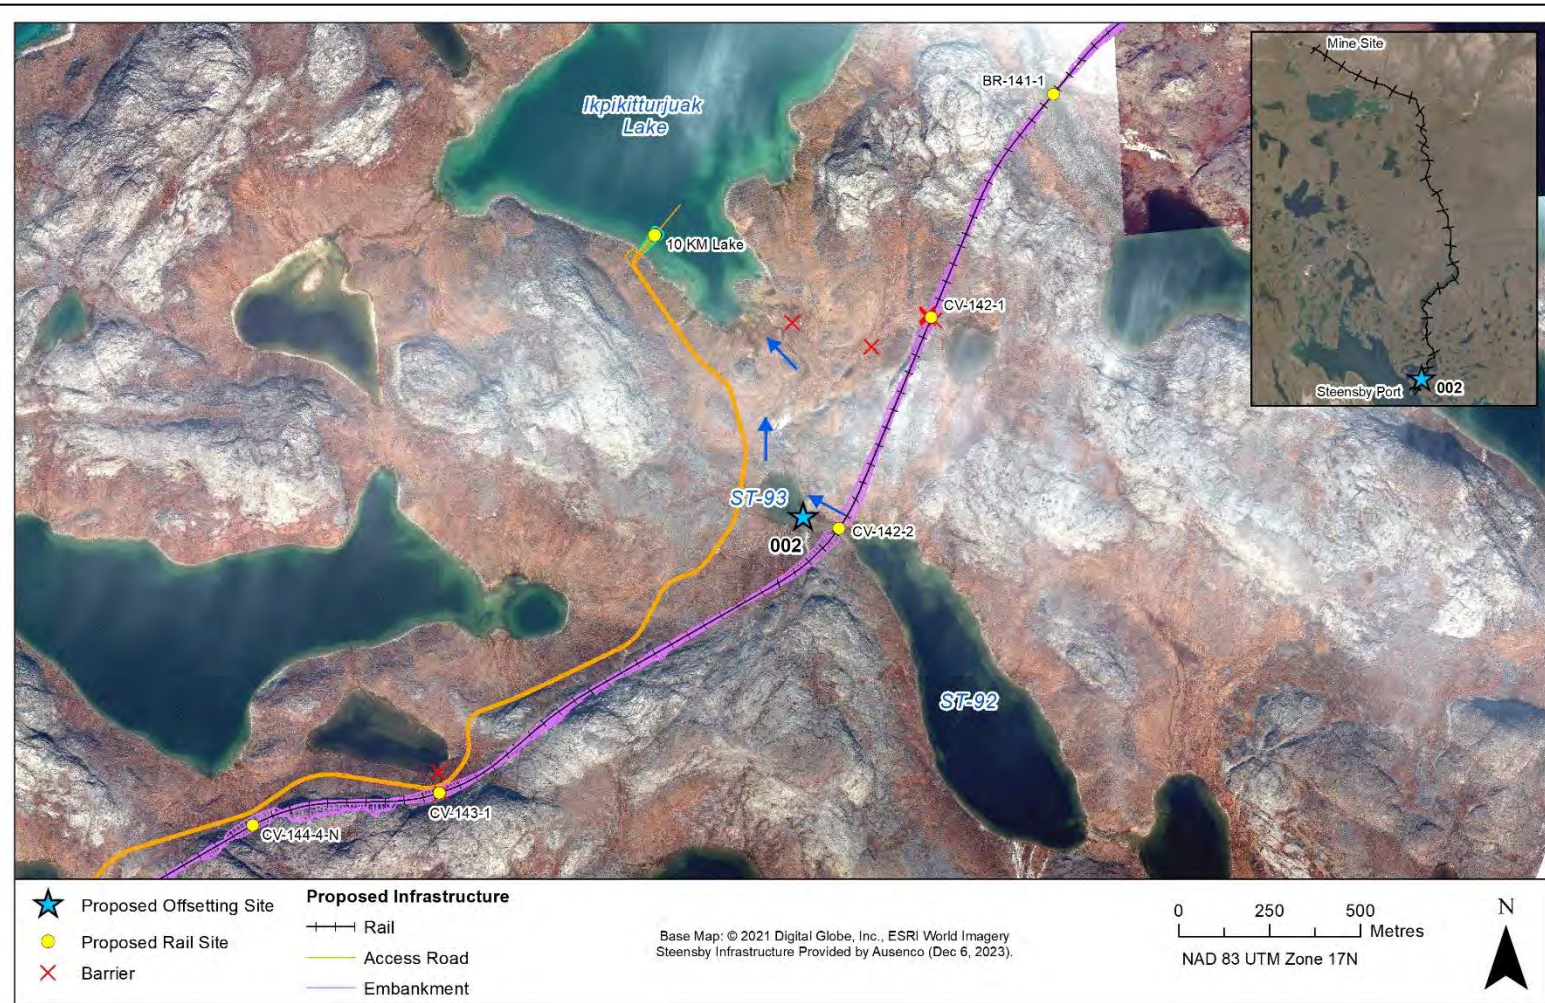 Mine Site
BR-141-1
Ikpikitturjuak
Lake
10 KM Lake
CV-142-1
Steensby Port
002
ST-93
002
CV-142-2
ST-92
CV-143-1
CV-144-4-N
Proposed Offsetting Site
Proposed Rail Site
Barrier
Proposed Infrastructure
Rail
Access Road
Embankment
Base Map: © 2021 Digital Globe, Inc., ESRI World Imagery
Steensby Infrastructure Provided by Ausenco (Dec 6, 2023).
0 250 500
Metres
NAD 83 UTM Zone 17N
N